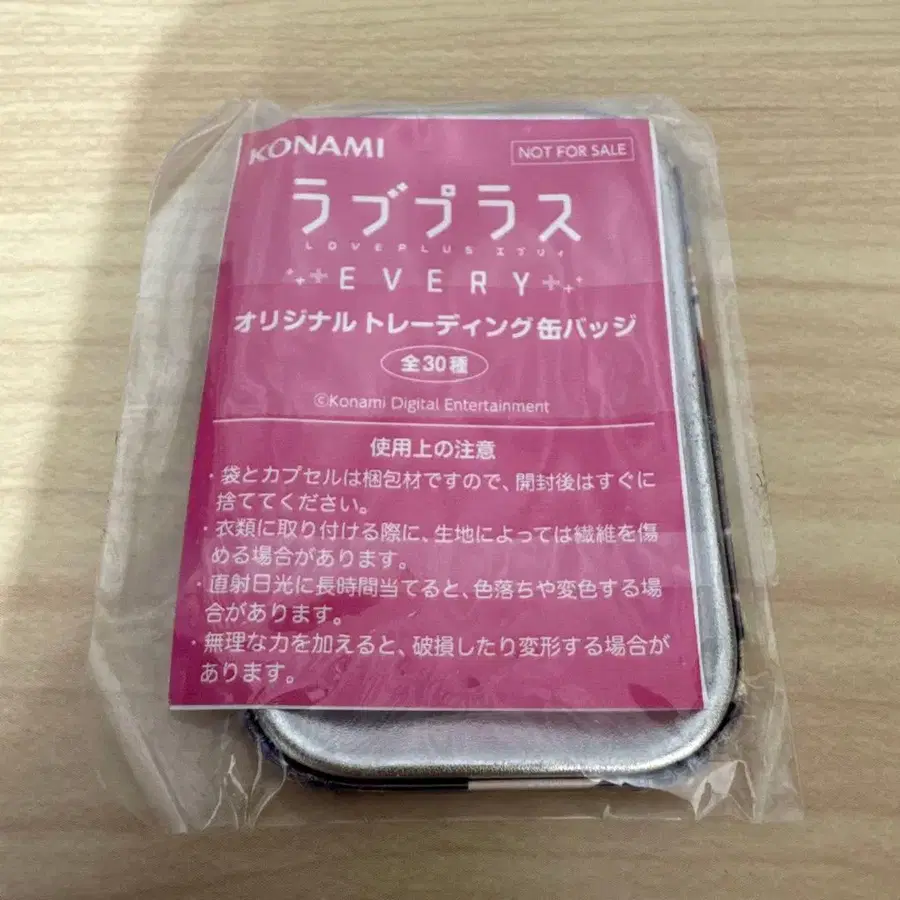 KONAMI
NOT FOR SALE
ラブプラス
LOVEPLUS エブリィ
EVERY
オリジナル トレーディング缶バッジ
全30種
©Konami Digital Entertainment
使用上の注意
・袋とカプセルは梱包材ですので、開封後はすぐに
捨ててください。
・衣類に取り付ける際に、生地によっては繊維を傷
める場合があります。
・直射日光に長時間当てると、色落ちや変色する場
合があります。
・無理な力を加えると、破損したり変形する場合が
あります。